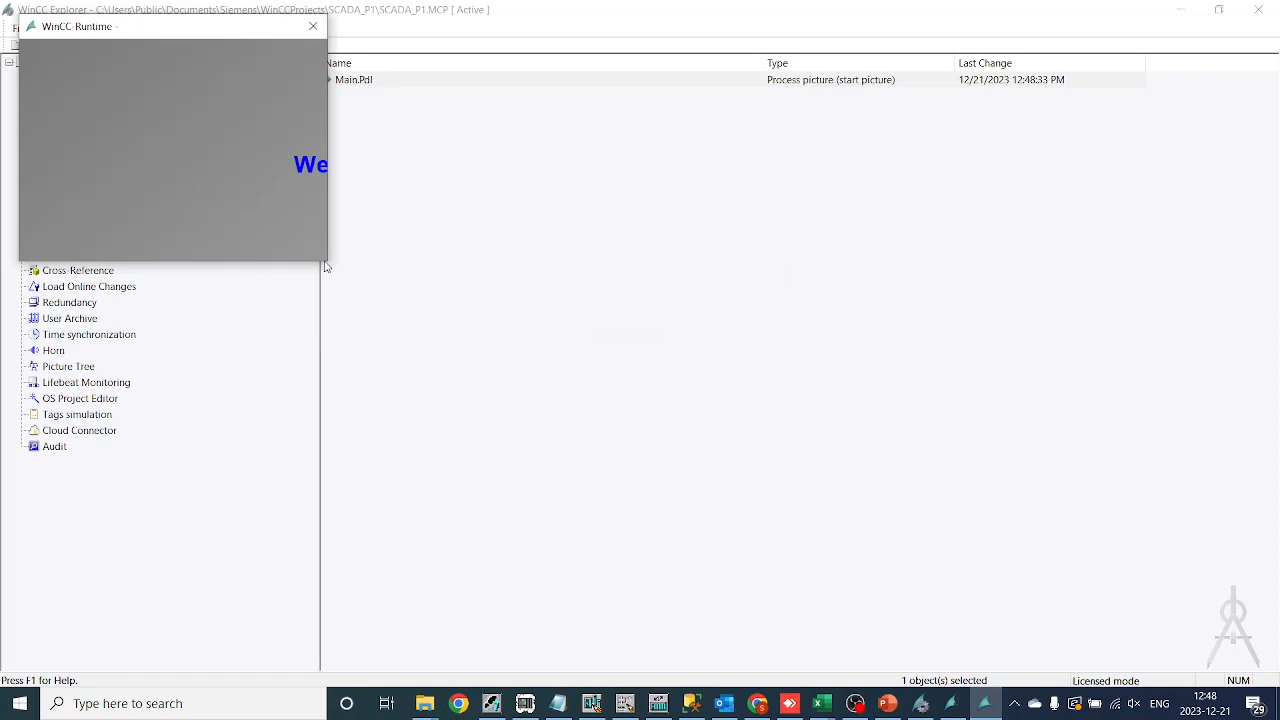 WinCC Explorer - C:\Users\Public\Documents\Siemens\WinCCProjects\SCADA_P1\SCADA_P1.MCP [ Active ]
WinCC-Runtime -
Name Type Last Change
Main.Pdl Process picture (start picture) 12/21/2023 12:48:33 PM
We
Cross-Reference
Load Online Changes
Redundancy
User Archive
Time synchronization
Horn
Picture Tree
Lifebeat Monitoring
OS Project Editor
Tags simulation
Cloud Connector
Audit
Press F1 for Help. 1 object(s) selected Licensed mode NUM
Type here to search
ENG
12:48
2023-12-21